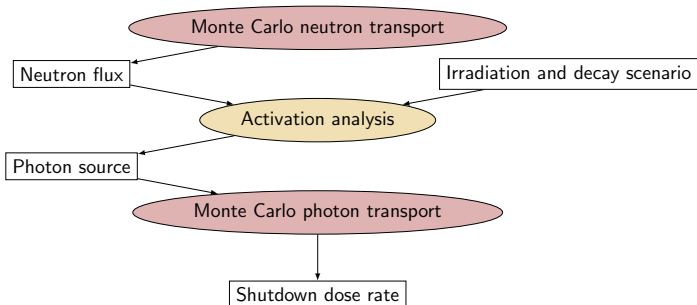 Monte Carlo neutron transport
Neutron flux
Irradiation and decay scenario
Activation analysis
Photon source
Monte Carlo photon transport
Shutdown dose rate